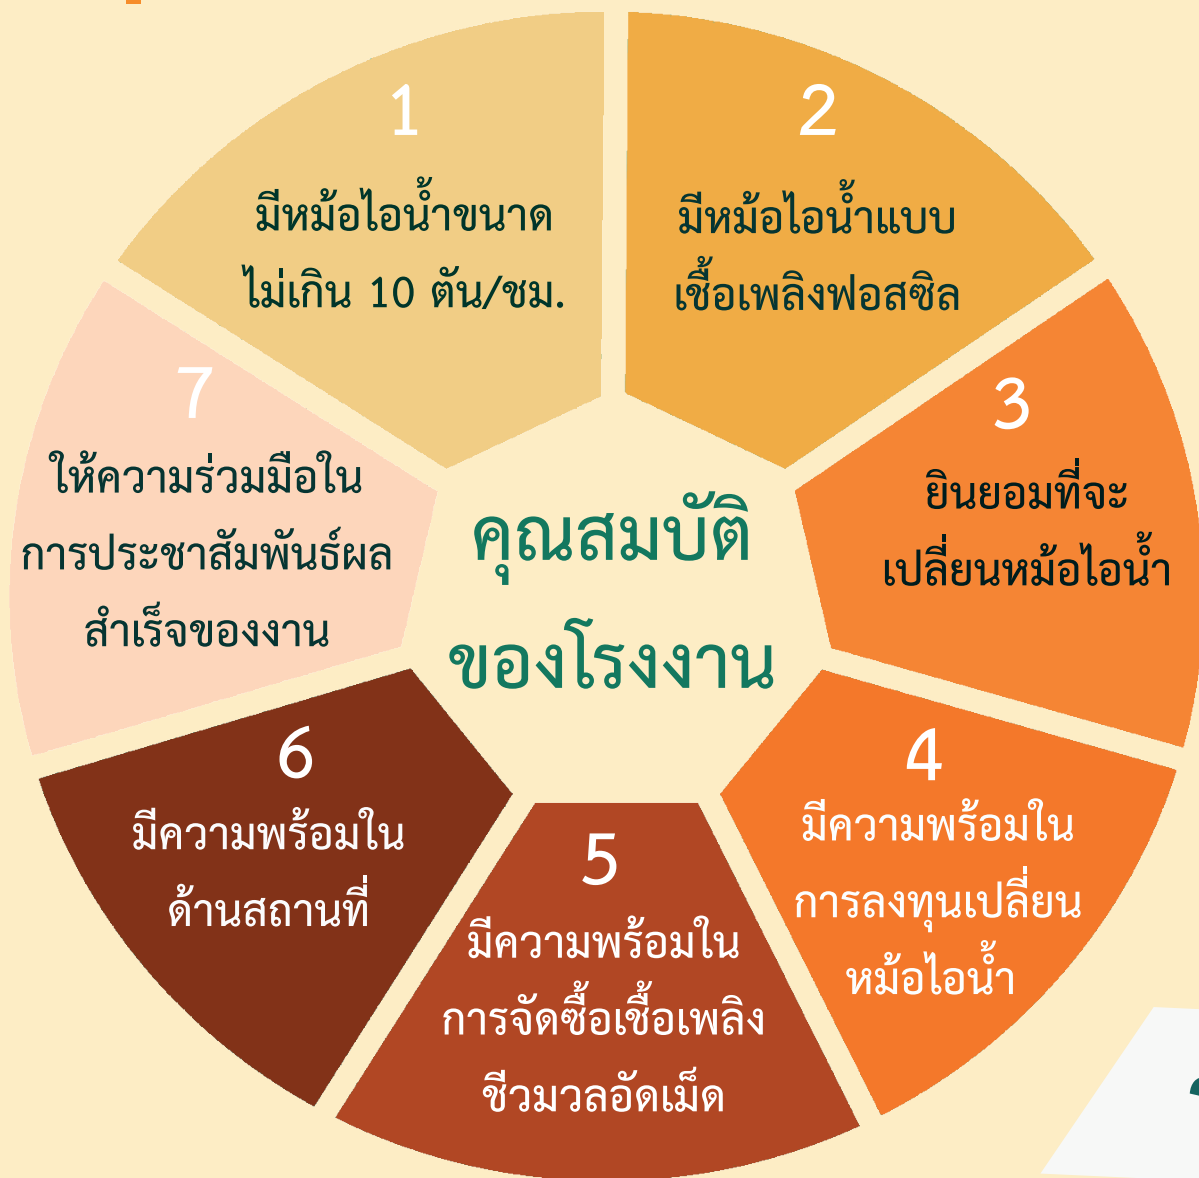 1
มีหม้อไอน้ำขนาด
ไม่เกิน 10 ตัน/ชม.
2
มีหม้อไอน้ำแบบ
เชื้อเพลิงฟอสซิล
3
ยินยอมที่จะ
เปลี่ยนหม้อไอน้ำ
4
มีความพร้อมใน
การลงทุนเปลี่ยน
หม้อไอน้ำ
5
มีความพร้อมใน
การจัดซื้อเชื้อเพลิง
ชีวมวลอัดเม็ด
6
มีความพร้อมใน
ด้านสถานที่
7
ให้ความร่วมมือใน
การประชาสัมพันธ์ผล
สำเร็จของงาน
คุณสมบัติ
ของโรงงาน